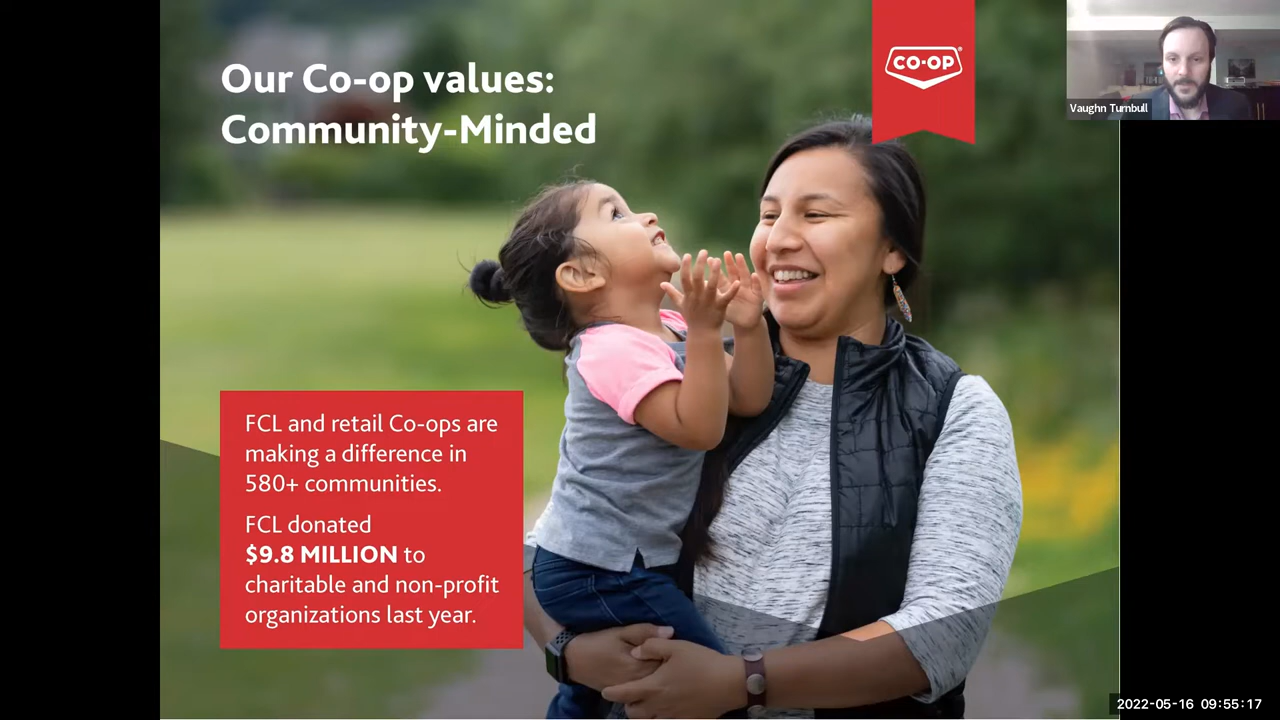 Our Co-op values:
Community-Minded
CO-OP
Vaughn Turnbull
FCL and retail Co-ops are
making a difference in
580+ communities.
FCL donated
$9.8 MILLION to
charitable and non-profit
organizations last year.
2022-05-16 09:55:17